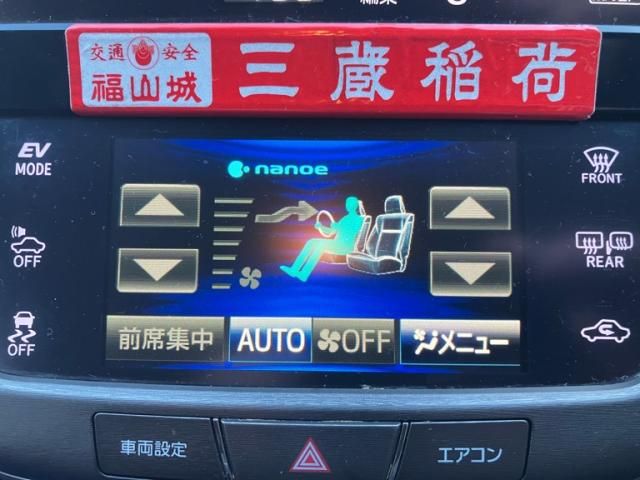 交通 安全
福山城
三蔵稲荷
EV
MODE
nanoe
FRONT
OFF
REAR
OFF
前席集中
AUTO
OFF
メニュー
車両設定
エアコン